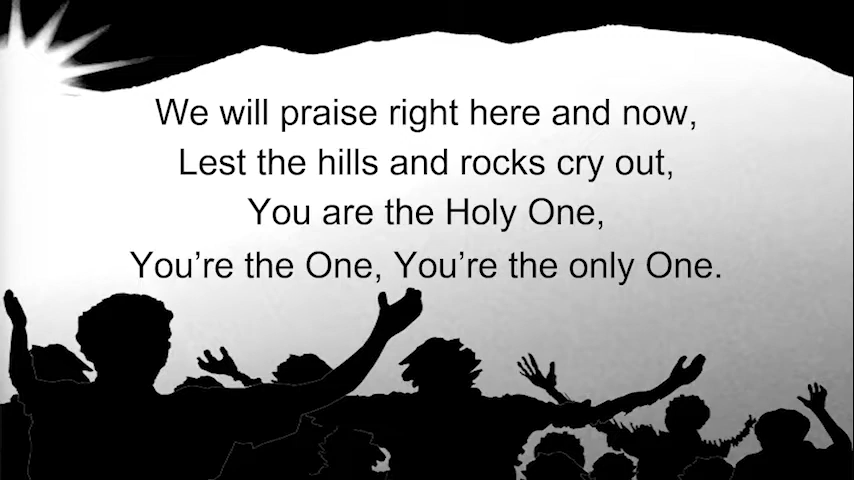 We will praise right here and now,
Lest the hills and rocks cry out,
You are the Holy One,
You’re the One, You’re the only One.